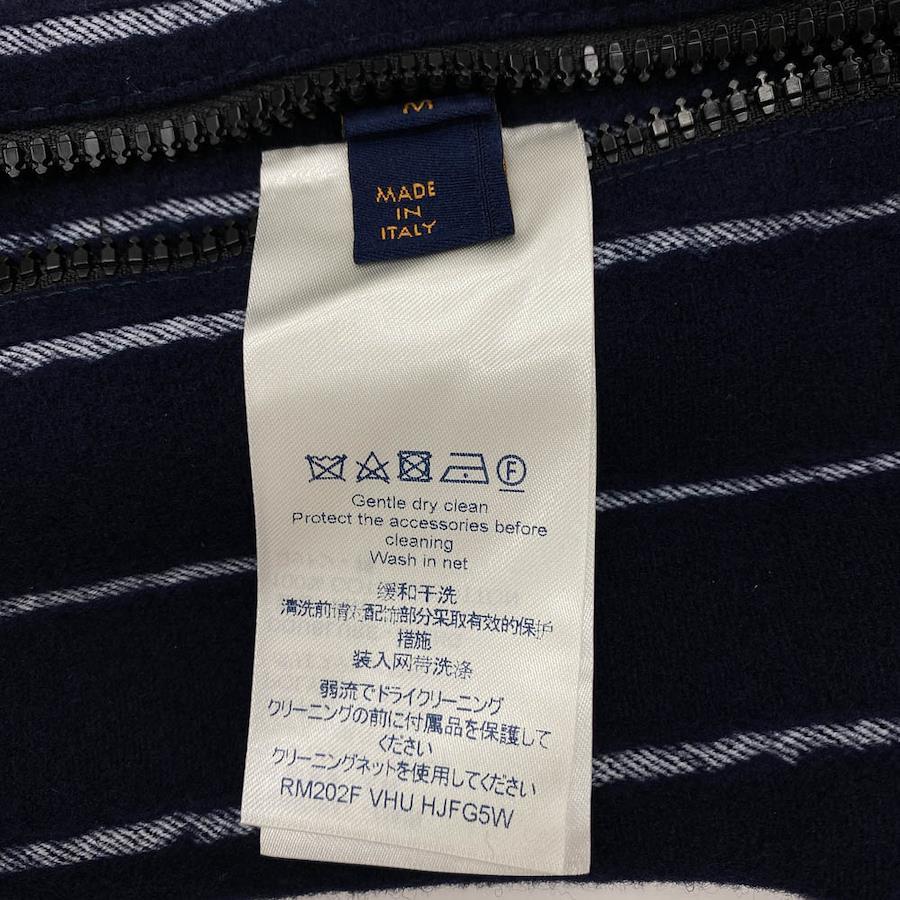 M
MADE
IN
ITALY
F
Gentle dry clean
Protect the accessories before
cleaning
Wash in net
缓和干洗
清洗前请对配饰部分采取有效的保护
措施
装入网带洗涤
弱流でドライクリーニング
クリーニングの前に付属品を保護して
ください
クリーニングネットを使用してください
RM202F VHU HJFG5W